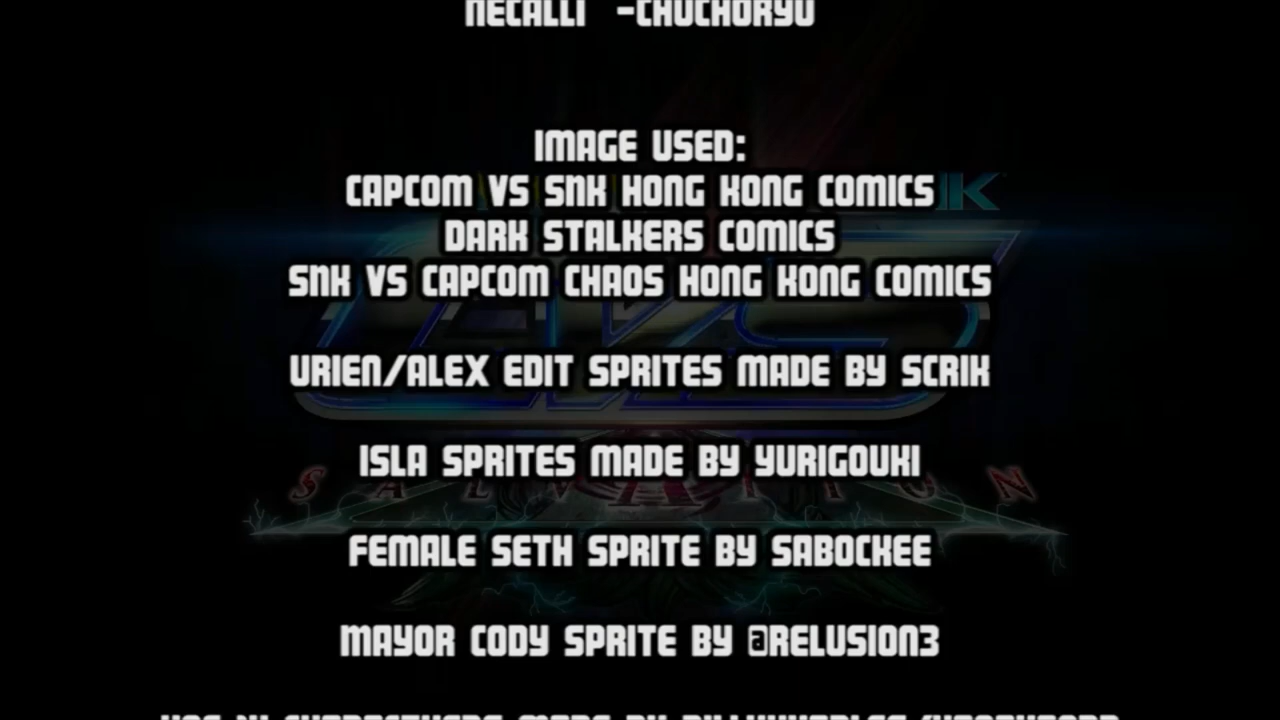 NECALLI -CHUCHORYU
IMAGE USED:
CAPCOM VS SNK HONG KONG COMICS
DARK STALKERS COMICS
SNK VS CAPCOM CHAOS HONG KONG COMICS
URIEN/ALEX EDIT SPRITES MADE BY SCRIK
ISLA SPRITES MADE BY YURIGOUKI
FEMALE SETH SPRITE BY SABOCKEE
MAYOR CODY SPRITE BY @RELUSION3